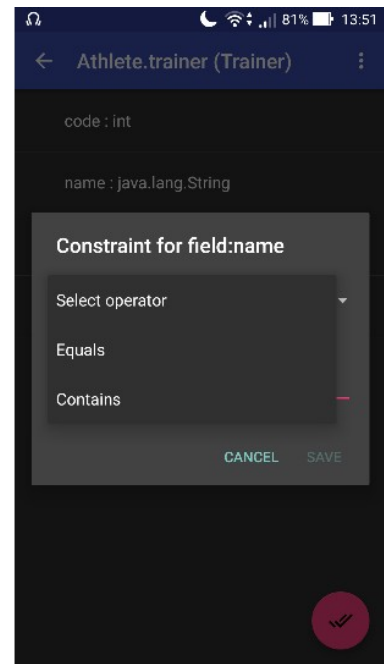 81% 13:51
Athlete.trainer (Trainer)
code : int
name : java.lang.String
Constraint for field:name
Select operator
Equals
Contains
CANCEL SAVE